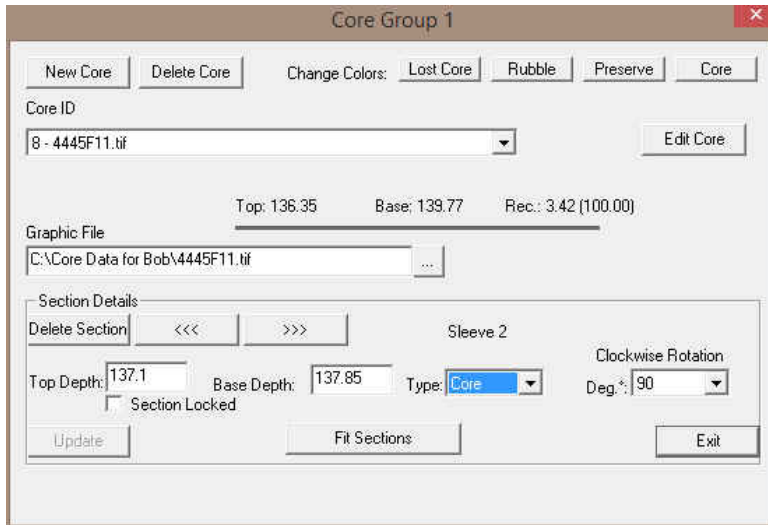 Core Group 1
New Core Delete Core Change Colors: Lost Core Rubble Preserve Core
Core ID
8 - 4445F11.tif Edit Core
Top: 136.35 Base: 139.77 Rec.: 3.42 (100.00)
Graphic File
C:\Core Data for Bob\4445F11.tif ...
Section Details
Delete Section <<< >>> Sleeve 2
Clockwise Rotation
Top Depth: 137.1 Base Depth: 137.85 Type: Core Deg.*: 90
Section Locked
Update Fit Sections Exit